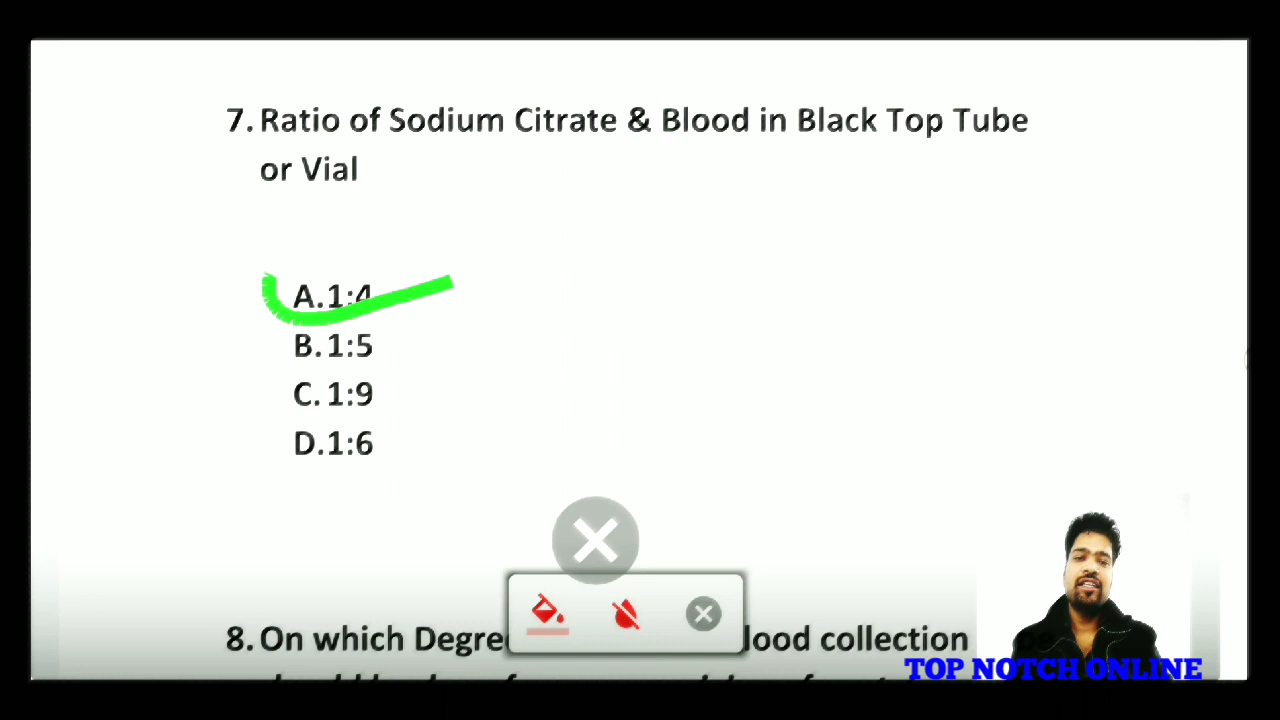 7. Ratio of Sodium Citrate & Blood in Black Top Tube
or Vial
A. 1:4
B. 1:5
C. 1:9
D. 1:6
8. On which lood collection
TOP NOTCH ONLINE